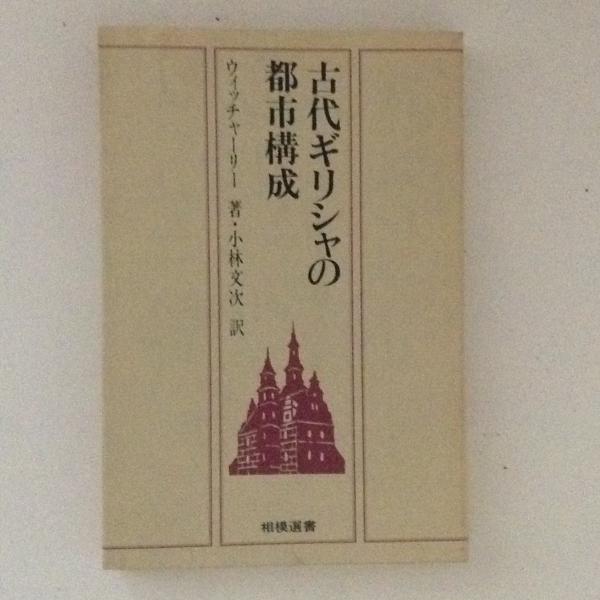 古代ギリシャの
都市構成
ウィッチャーリー 著・小林文次 訳
相模選書